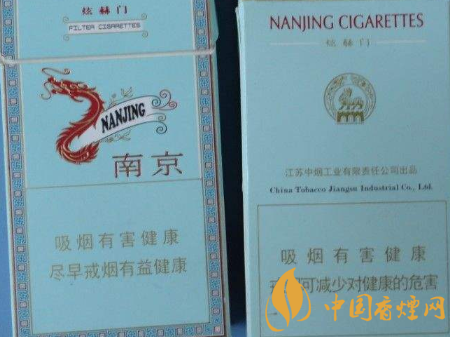 炫赫门
FILTER CIGARETTES
NANJING
南京
吸烟有害健康
尽早戒烟有益健康
NANJING CIGARETTES
炫赫门
江苏中烟工业有限责任公司出品
China Tobacco Jiangsu Industrial Co., Ltd.
吸烟有害健康
可减少对健康的危害
中国香烟网